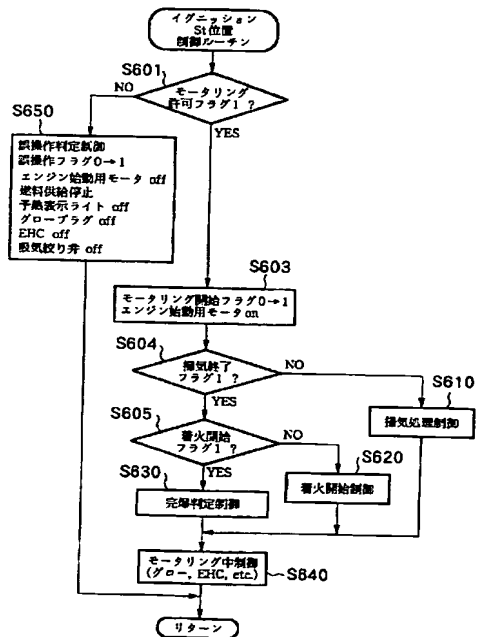 イグニッション
St位置
制御ルーチン
S601
モータリング
許可フラグ1 ?
NO
YES
S650
誤操作判定制御
誤操作フラグ0→1
エンジン始動用モータ off
燃料供給停止
予熱表示ライト off
グロープラグ off
EHC off
吸気絞り弁 off
S603
モータリング開始フラグ0→1
エンジン始動用モータon
S604
掃気終了
フラグ1 ?
NO
YES
S610
掃気処理制御
S605
着火開始
フラグ1 ?
NO
YES
S620
着火開始制御
S630
完爆判定制御
モータリング中制御
(グロー, EHC, etc.)
S640
リターン